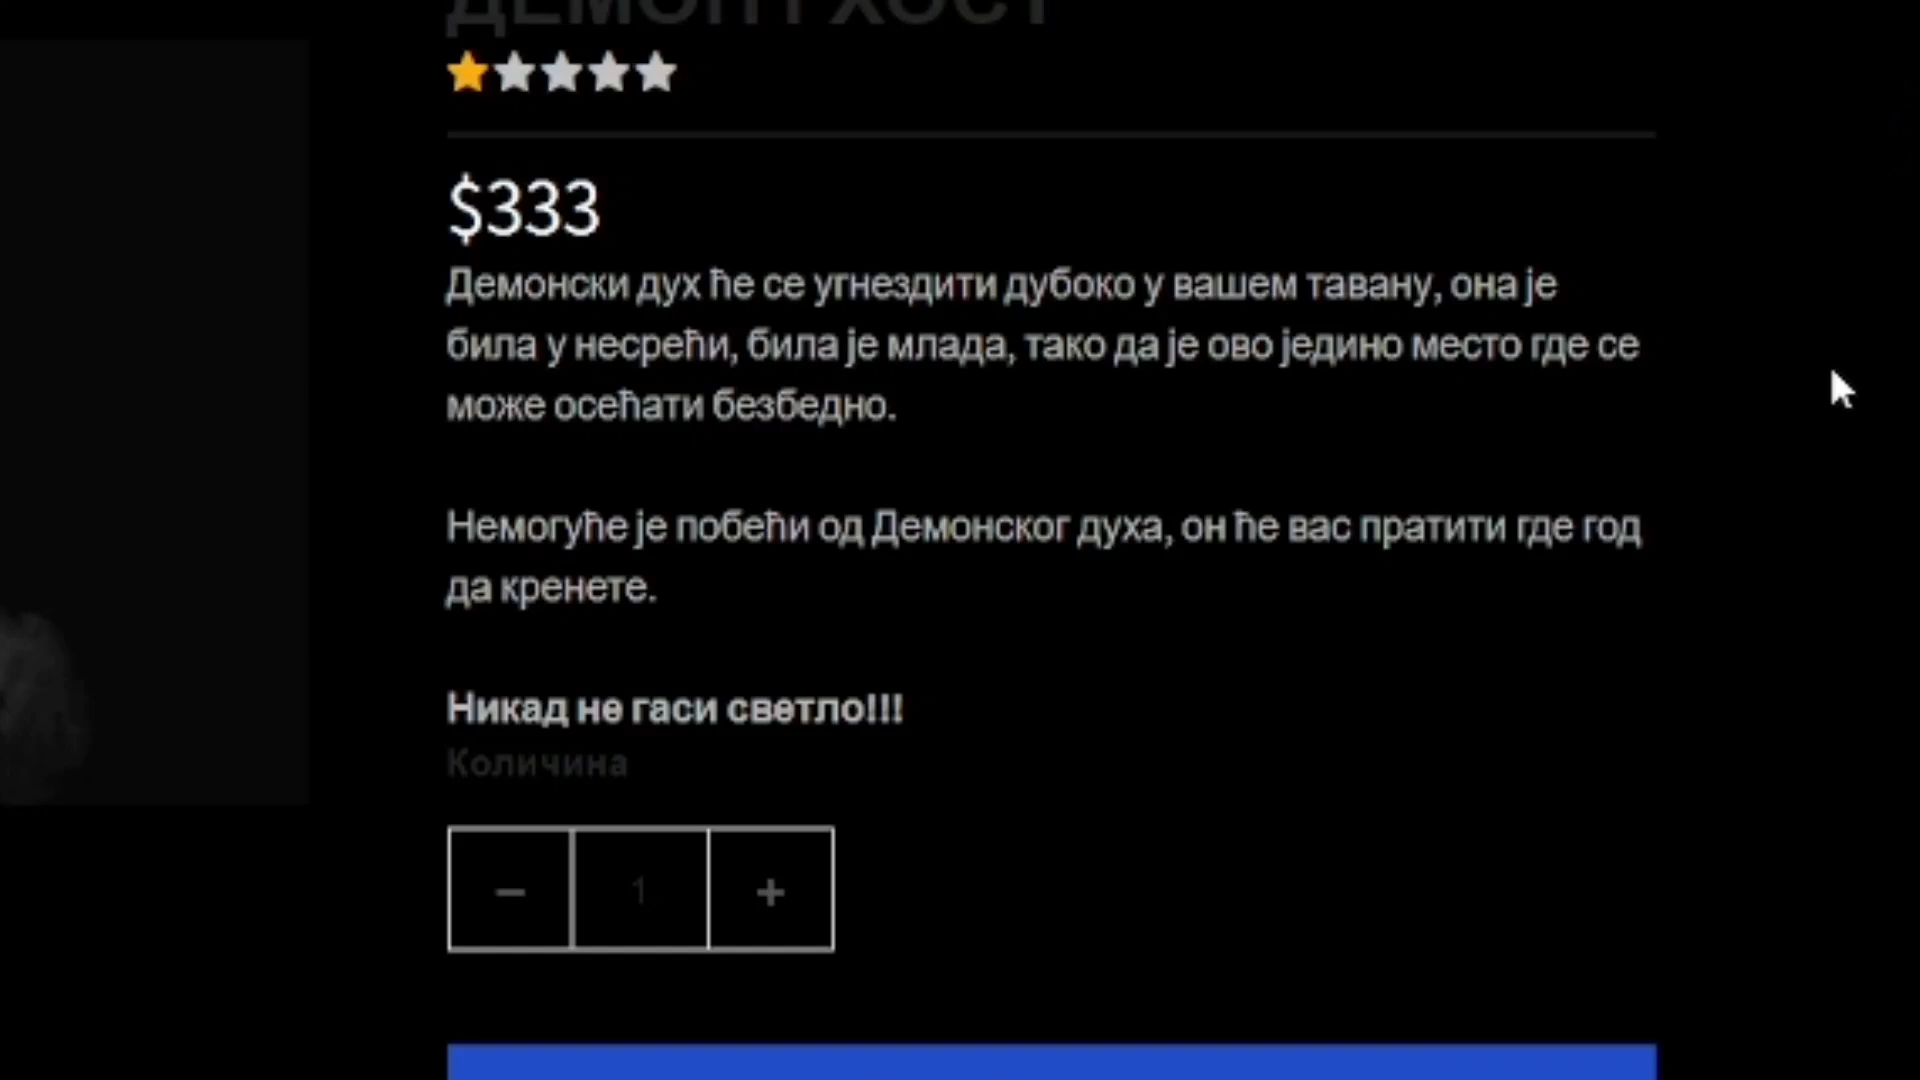 $333
Демонски дух ће се угнездити дубоко у вашем тавану, она је
била у несрећи, била је млада, тако да је ово једино место где се
може осећати безбедно.
Немогуће је побећи од Демонског духа, он ће вас пратити где год
да кренете.
Никад не гаси светло!!!
Количина
− 1 +